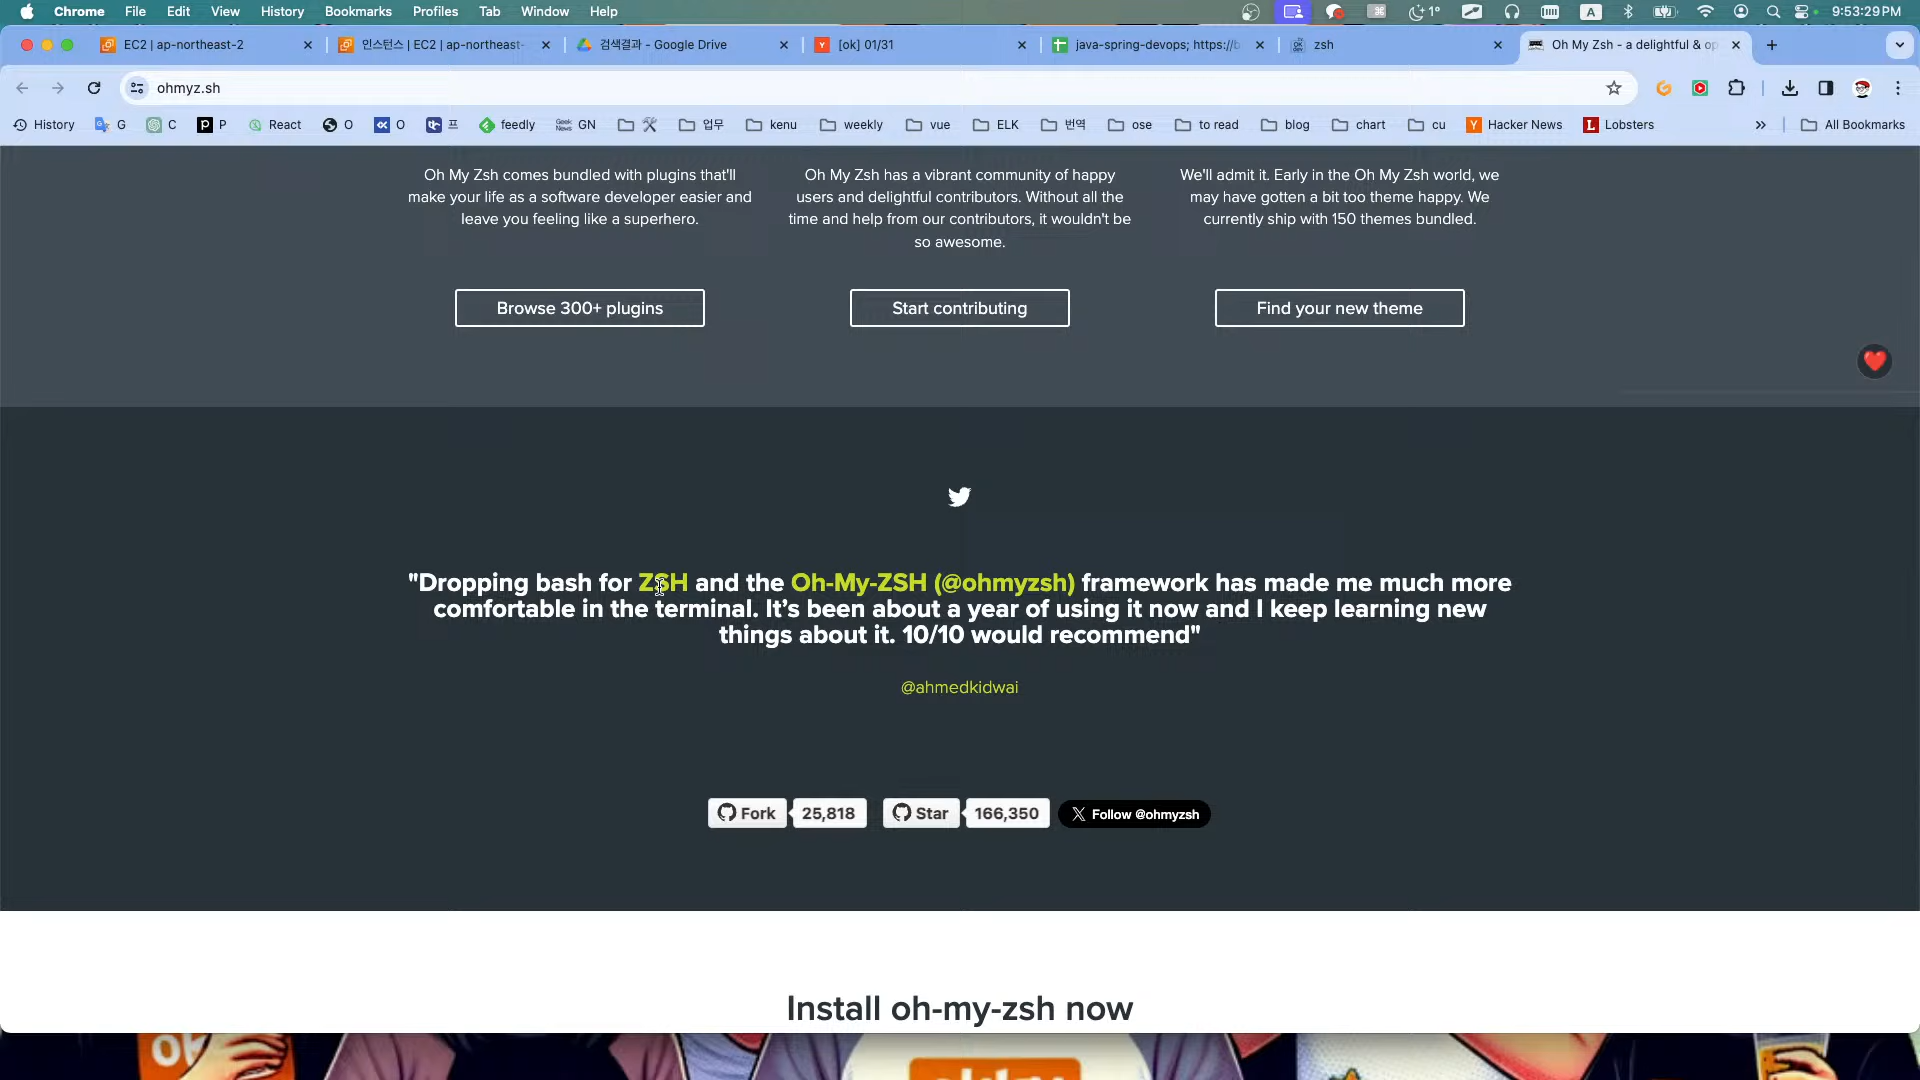 Chrome File Edit View History Bookmarks Profiles Tab Window Help 1° A 9:53:29 PM
EC2 | ap-northeast-2
인스턴스 | EC2 | ap-northeast-
검색결과 - Google Drive
[ok] 01/31
java-spring-devops; https://b
zsh
Oh My Zsh - a delightful & op
ohmyz.sh
History G C P React O O 프 feedly GN 업무 kenu weekly vue ELK 번역 ose to read blog chart cu Hacker News Lobsters » All Bookmarks
Oh My Zsh comes bundled with plugins that'll
make your life as a software developer easier and
leave you feeling like a superhero.
Browse 300+ plugins
Oh My Zsh has a vibrant community of happy
users and delightful contributors. Without all the
time and help from our contributors, it wouldn't be
so awesome.
Start contributing
We'll admit it. Early in the Oh My Zsh world, we
may have gotten a bit too theme happy. We
currently ship with 150 themes bundled.
Find your new theme
"Dropping bash for ZSH and the Oh-My-ZSH (@ohmyzsh) framework has made me much more
comfortable in the terminal. It’s been about a year of using it now and I keep learning new
things about it. 10/10 would recommend"
@ahmedkidwai
Fork 25,818 Star 166,350 Follow @ohmyzsh
Install oh-my-zsh now